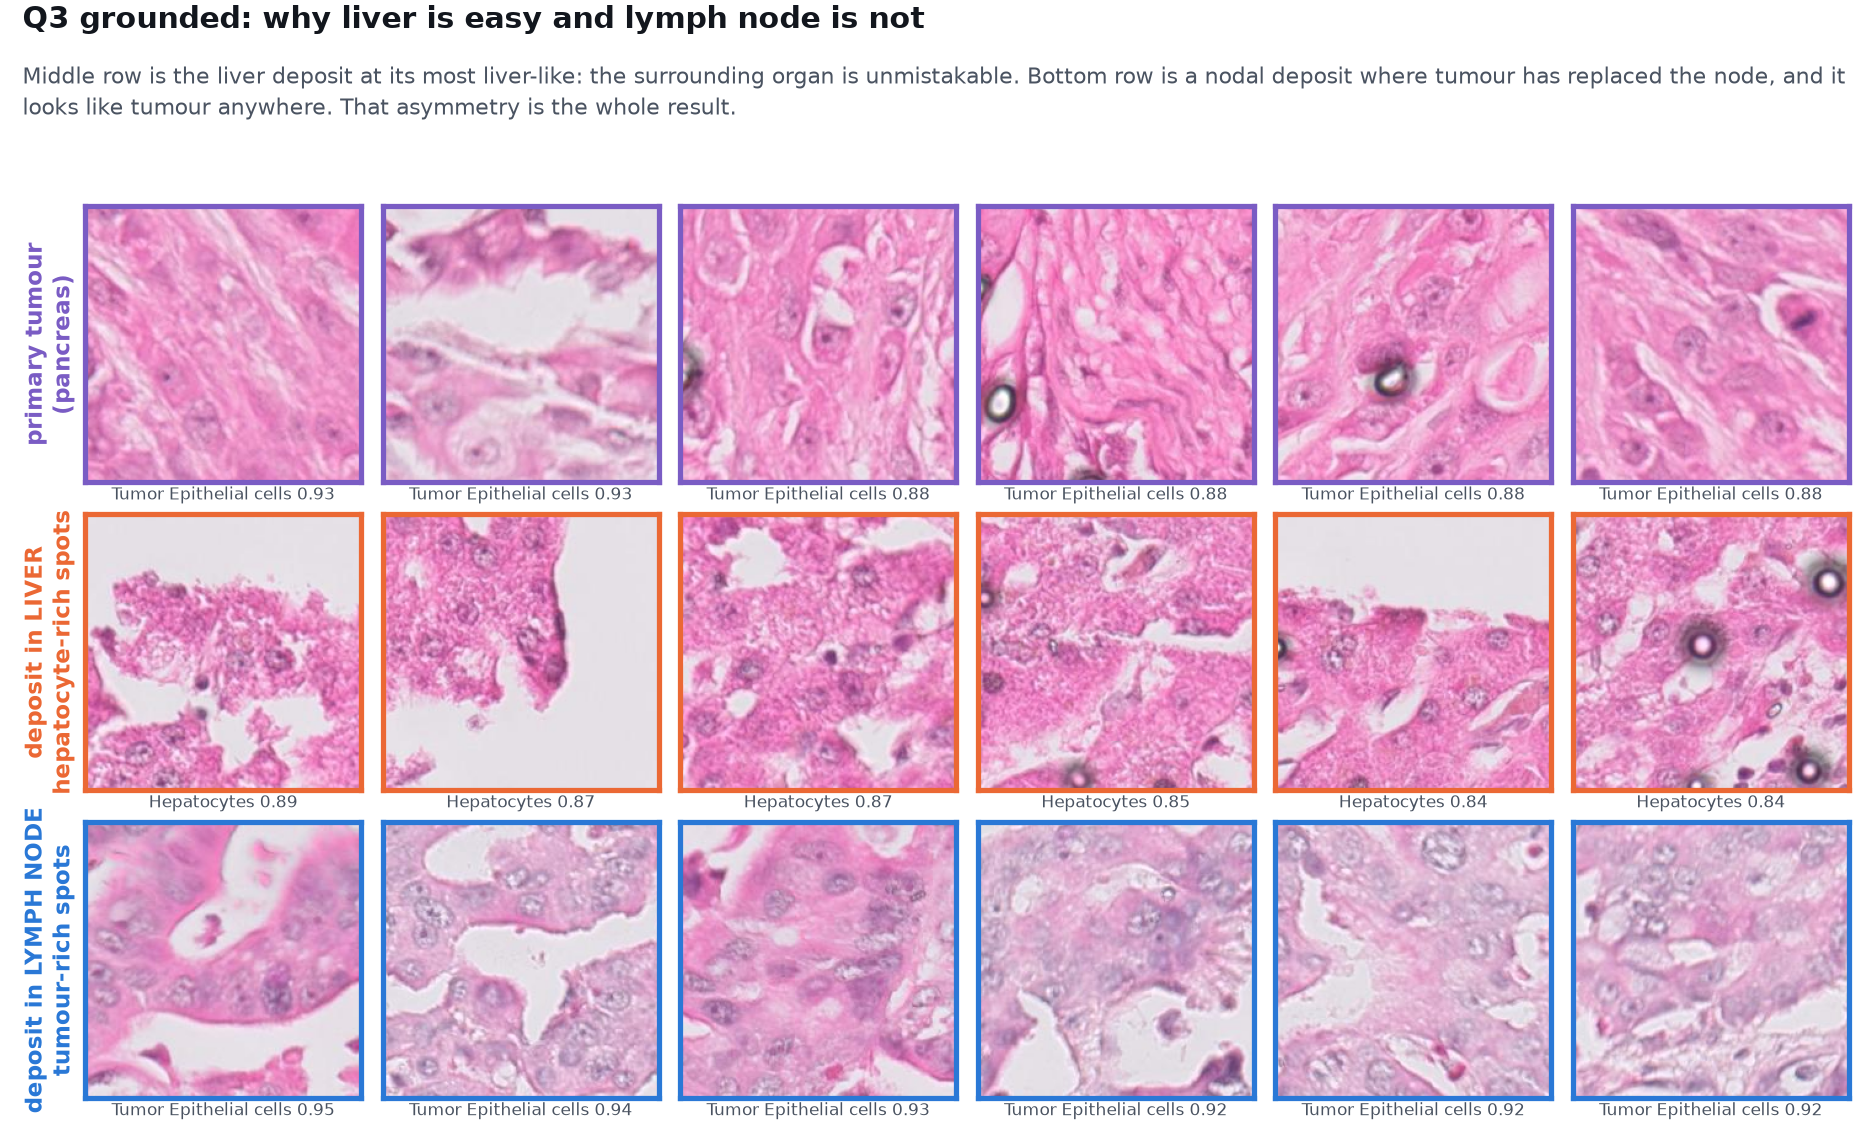 Q3 grounded: why liver is easy and lymph node is not
Middle row is the liver deposit at its most liver-like: the surrounding organ is unmistakable. Bottom row is a nodal deposit where tumour has replaced the node, and it
looks like tumour anywhere. That asymmetry is the whole result.
primary tumour
(pancreas)
Tumor Epithelial cells 0.93
Tumor Epithelial cells 0.93
Tumor Epithelial cells 0.88
Tumor Epithelial cells 0.88
Tumor Epithelial cells 0.88
Tumor Epithelial cells 0.88
deposit in LIVER
hepatocyte-rich spots
Hepatocytes 0.89
Hepatocytes 0.87
Hepatocytes 0.87
Hepatocytes 0.85
Hepatocytes 0.84
Hepatocytes 0.84
deposit in LYMPH NODE
tumour-rich spots
Tumor Epithelial cells 0.95
Tumor Epithelial cells 0.94
Tumor Epithelial cells 0.93
Tumor Epithelial cells 0.92
Tumor Epithelial cells 0.92
Tumor Epithelial cells 0.92